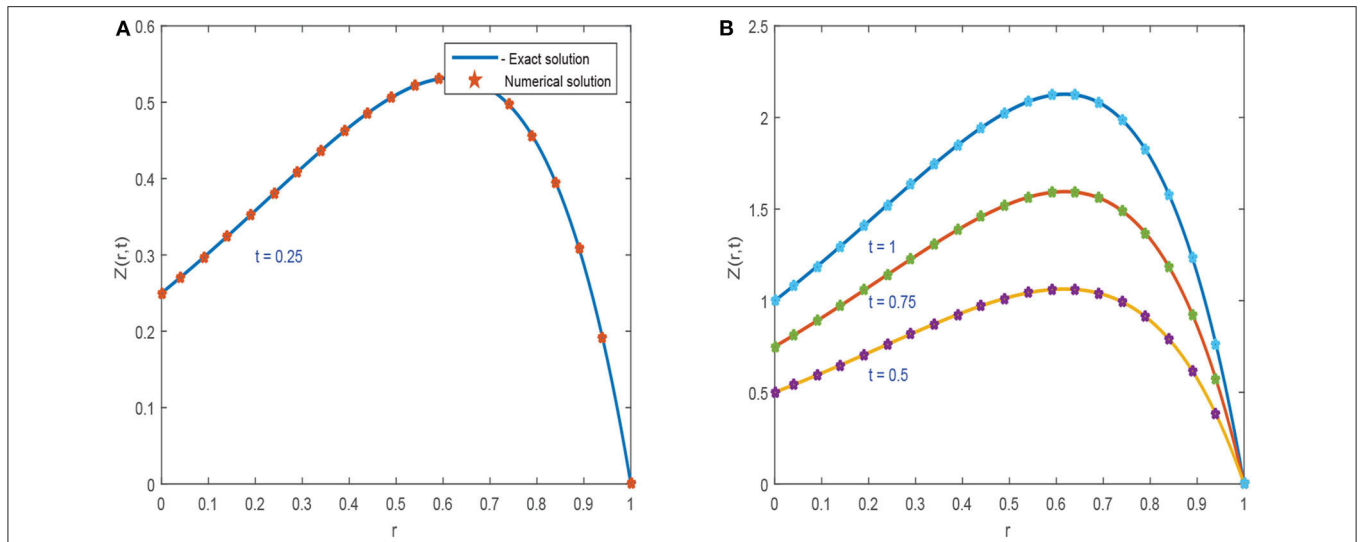 A
0.6
0.5
0.4
0.3
0.2
0.1
0
Z(r,t)
- Exact solution
Numerical solution
t = 0.25
0 0.1 0.2 0.3 0.4 0.5 0.6 0.7 0.8 0.9 1
r
B
2.5
2
1.5
1
0.5
0
Z(r,t)
t = 1
t = 0.75
t = 0.5
0 0.1 0.2 0.3 0.4 0.5 0.6 0.7 0.8 0.9 1
r